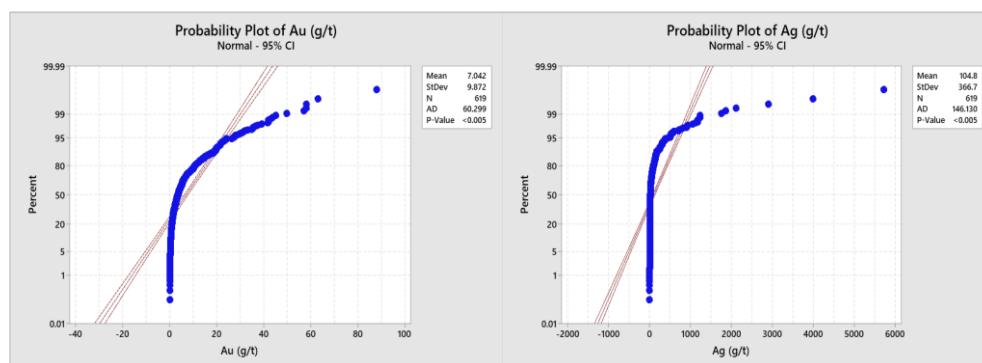 Probability Plot of Au (g/t)
Normal - 95% CI
99.99
99
95
80
50
20
5
1
0.01
Percent
-40 -20 0 20 40 60 80 100
Au (g/t)
Mean 7.042
StDev 9.872
N 619
AD 60.299
P-Value <0.005
Probability Plot of Ag (g/t)
Normal - 95% CI
99.99
99
95
80
50
20
5
1
0.01
Percent
-2000 -1000 0 1000 2000 3000 4000 5000 6000
Ag (g/t)
Mean 104.8
StDev 366.7
N 619
AD 146.130
P-Value <0.005